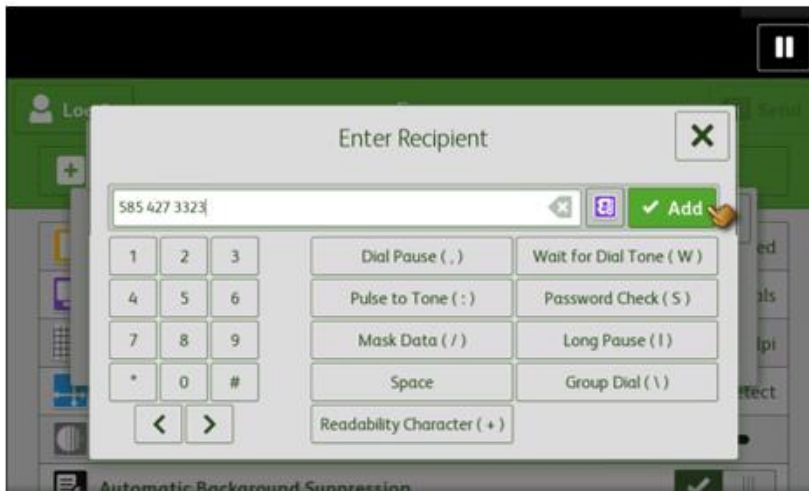 Send
Enter Recipient
585 427 3323
Add
1 2 3 Dial Pause ( , ) Wait for Dial Tone ( W )
4 5 6 Pulse to Tone ( : ) Password Check ( S )
7 8 9 Mask Data ( / ) Long Pause ( l )
* 0 # Space Group Dial ( \ )
< > Readability Character ( + )
Automatic Background Suppression